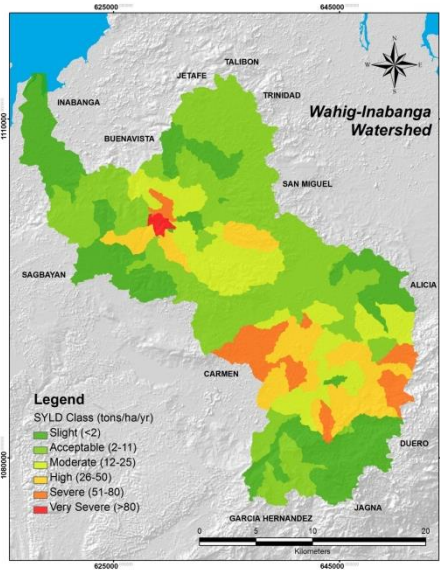 625000
645000
TALIBON
JETAFE
TRINIDAD
INABANGA
Wahig-Inabanga
Watershed
1110000
BUENAVISTA
SAN MIGUEL
SAGBAYAN
ALICIA
CARMEN
Legend
SYLD Class (tons/ha/yr)
Slight (<2)
Acceptable (2-11)
Moderate (12-25)
High (26-50)
Severe (51-80)
Very Severe (>80)
DUERO
1080000
JAGNA
GARCIA HERNANDEZ
0 5 10 20
Kilometers
625000
645000
N
W
E
S